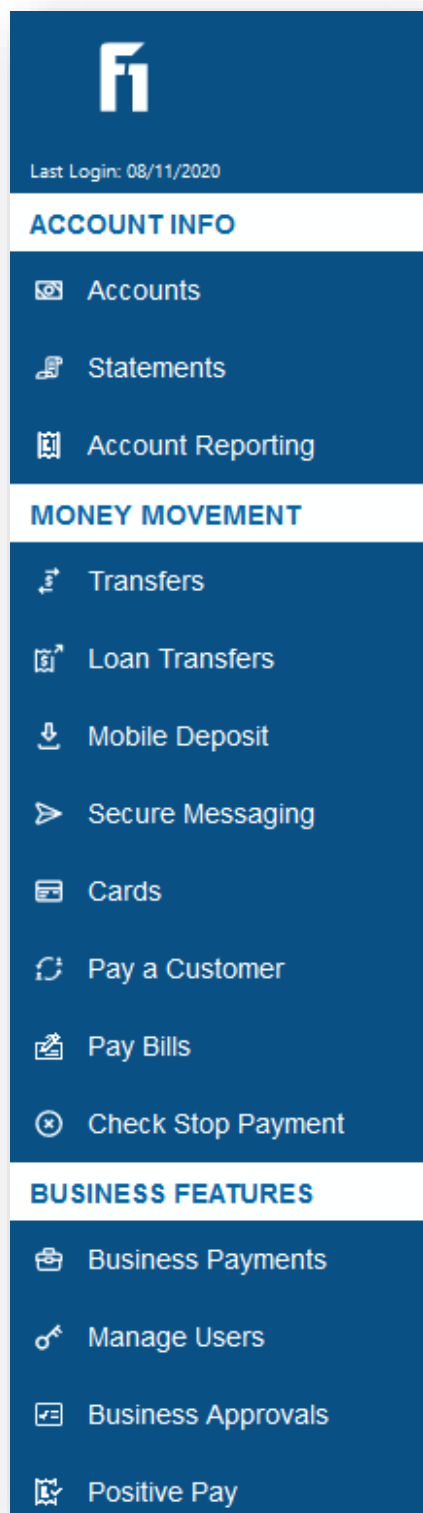 F1
Last Login: 08/11/2020
ACCOUNT INFO
Accounts
Statements
Account Reporting
MONEY MOVEMENT
Transfers
Loan Transfers
Mobile Deposit
Secure Messaging
Cards
Pay a Customer
Pay Bills
Check Stop Payment
BUSINESS FEATURES
Business Payments
Manage Users
Business Approvals
Positive Pay